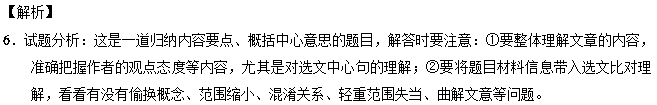 【解析】
6．试题分析：这是一道归纳内容要点、概括中心意思的题目，解答时要注意：①要整体理解文章的内容，
准确把握作者的观点态度等内容，尤其是对选文中心句的理解；②要将题目材料信息带入选文比对理
解，看看有没有偷换概念、范围缩小、混淆关系、轻重范围失当、曲解文意等问题。